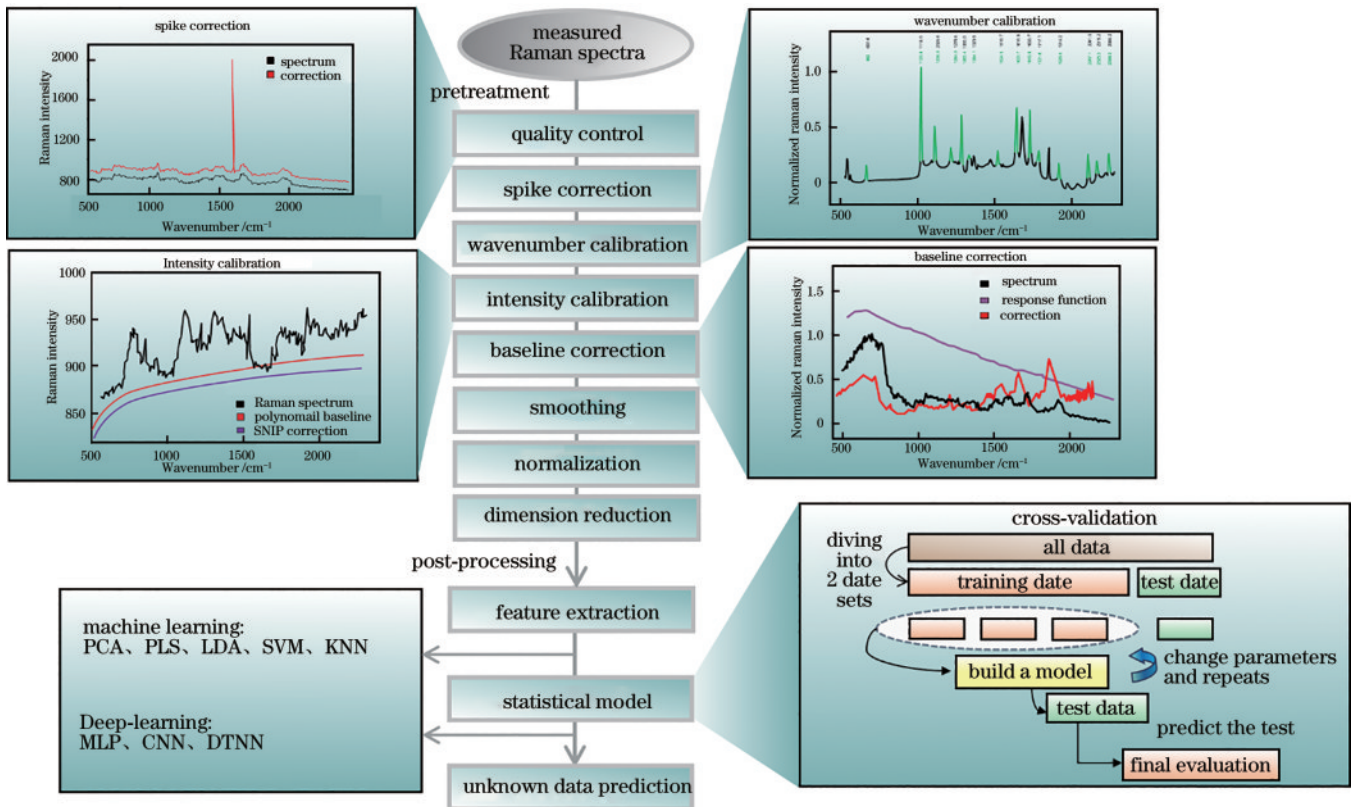 spike correction
2000
1600
1200
800
spectrum
correction
Raman intensity
500
1000
1500
2000
Wavenumber /cm⁻¹
measured
Raman spectra
pretreatment
quality control
spike correction
wavenumber calibration
intensity calibration
baseline correction
smoothing
normalization
dimension reduction
post-processing
feature extraction
statistical model
unknown data prediction
wavenumber calibration
1.0
0.5
0
Normalized raman intensity
500
1000
1500
2000
Wavenumber /cm⁻¹
Intensity calibration
1000
950
900
850
Raman intensity
Raman spectrum
polynomail baseline
SNIP correction
500
1000
1500
2000
Wavenumber /cm⁻¹
baseline correction
1.5
1.0
0.5
0
spectrum
response function
correction
Normalized raman intensity
500
1000
1500
2000
Wavenumber /cm⁻¹
machine learning:
PCA、PLS、LDA、SVM、KNN
Deep-learning:
MLP、CNN、DTNN
cross-validation
diving
into
2 date
sets
all data
training date
test date
build a model
change parameters
and repeats
test data
predict the test
final evaluation